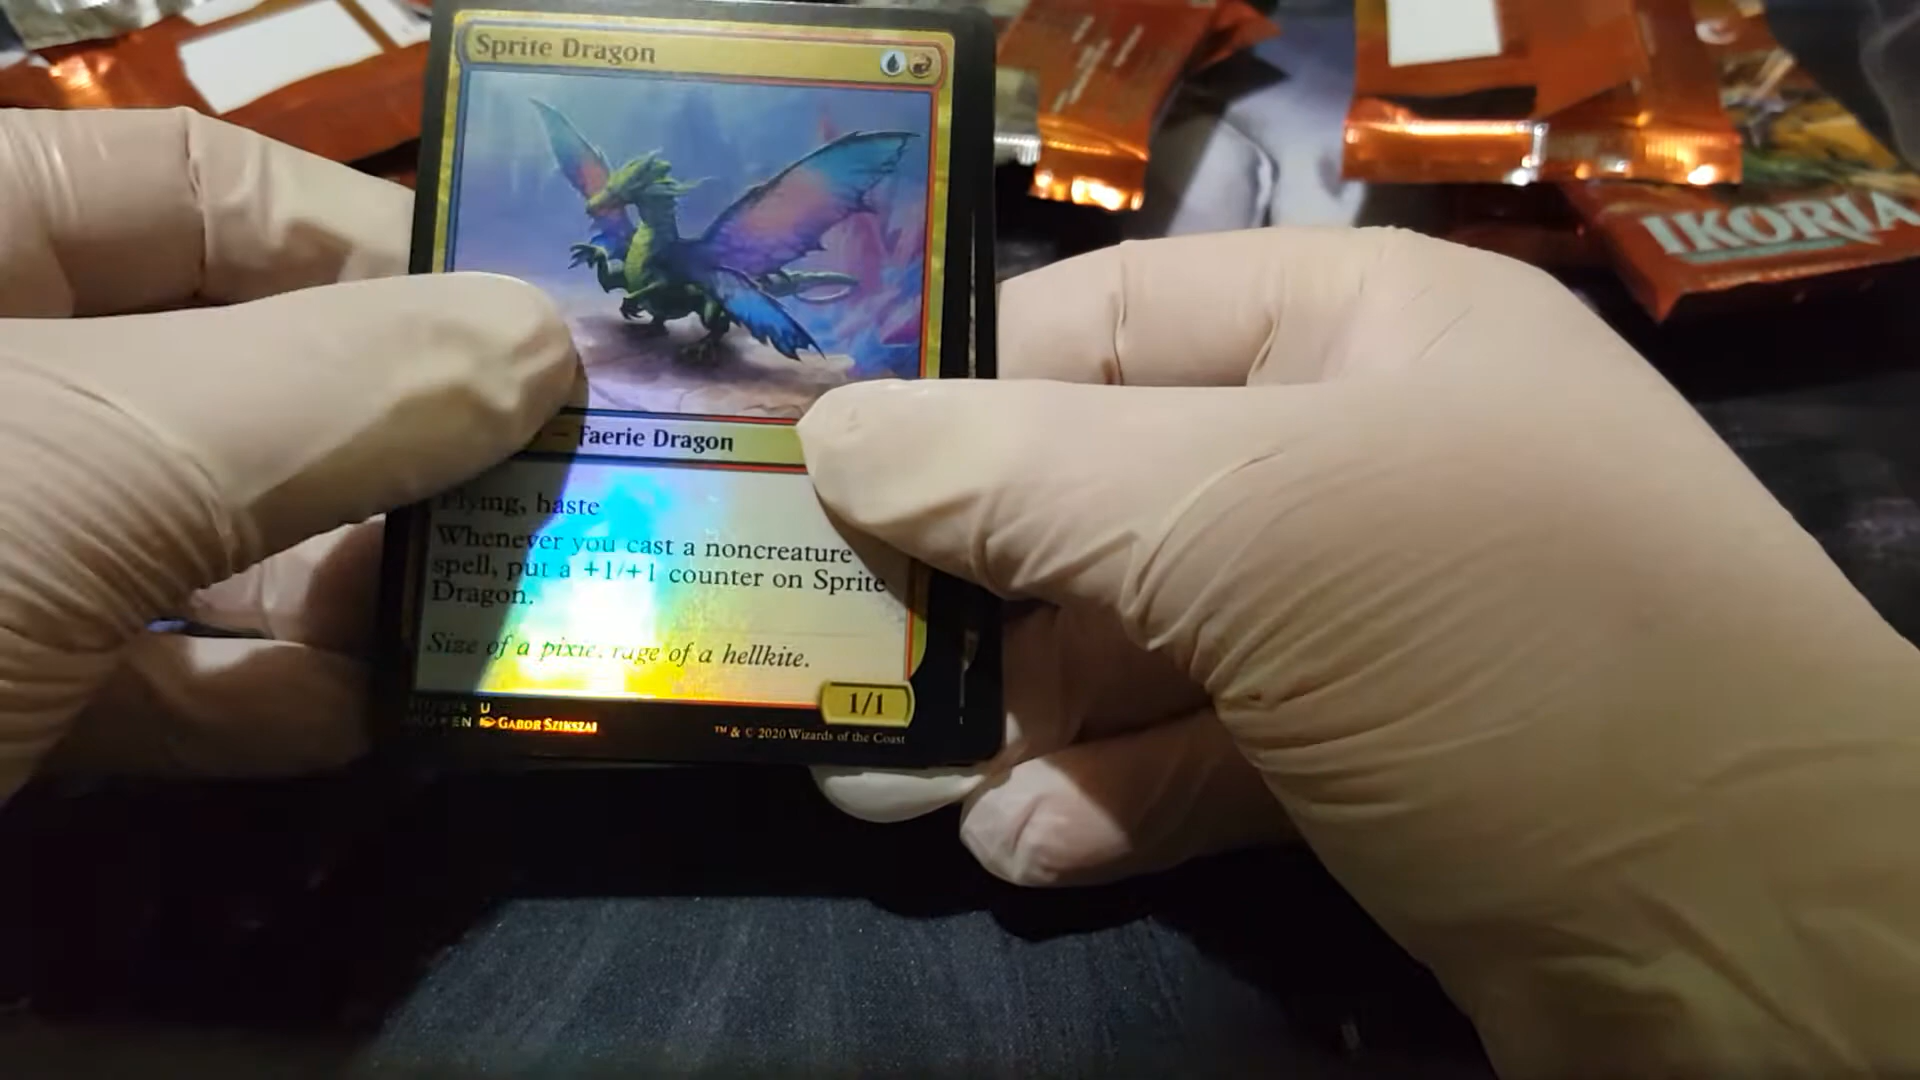 Sprite Dragon
IKORIA
– Faerie Dragon
Flying, haste
Whenever you cast a noncreature
spell, put a +1/+1 counter on Sprite
Dragon.
Size of a pixie, rage of a hellkite.
1/1
U
EN GABOR SZIKSZAI
™ & © 2020 Wizards of the Coast